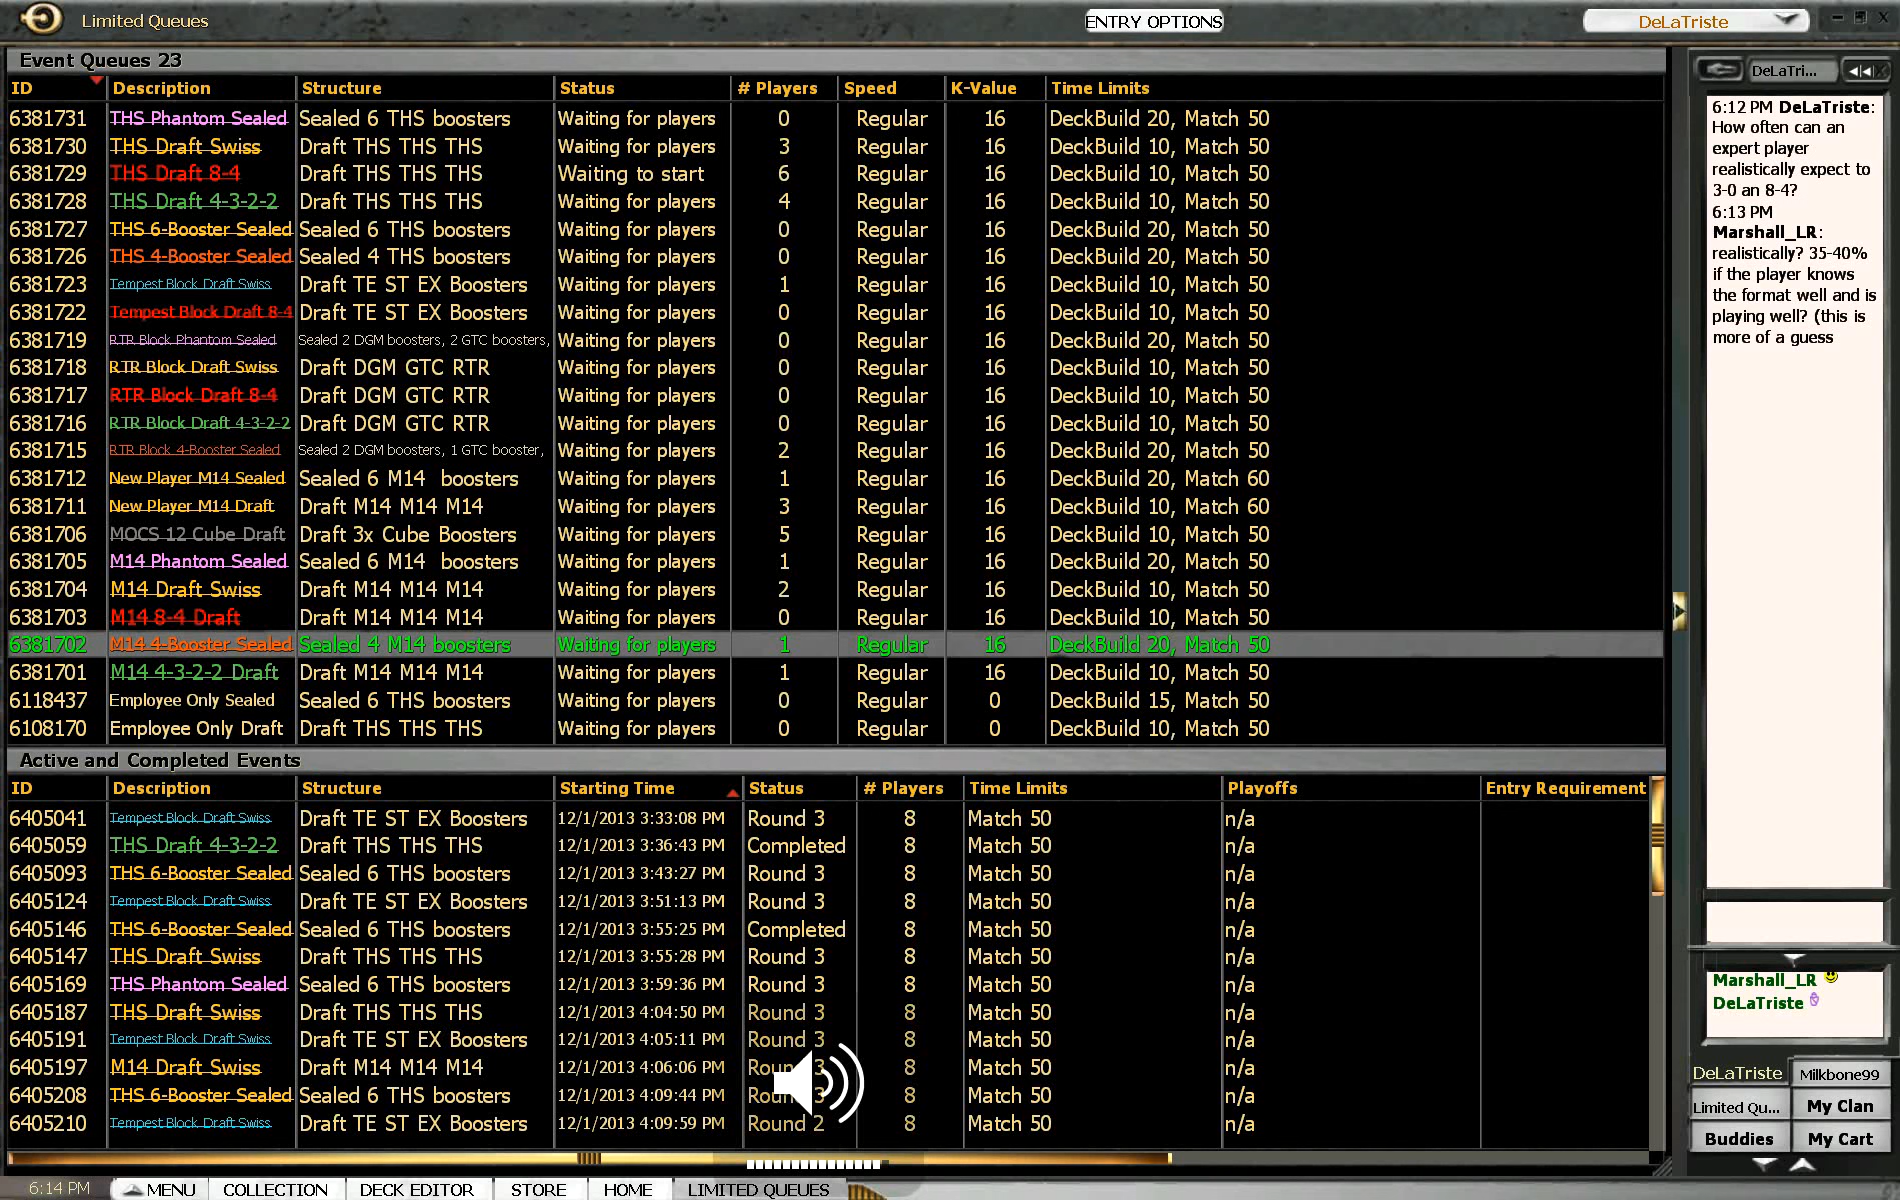 Limited Queues ENTRY OPTIONS DeLaTriste
Event Queues 23
ID Description Structure Status # Players Speed K-Value Time Limits
6381731 THS Phantom Sealed Sealed 6 THS boosters Waiting for players 0 Regular 16 DeckBuild 20, Match 50
6381730 THS Draft Swiss Draft THS THS THS Waiting for players 3 Regular 16 DeckBuild 10, Match 50
6381729 THS Draft 8-4 Draft THS THS THS Waiting to start 6 Regular 16 DeckBuild 10, Match 50
6381728 THS Draft 4-3-2-2 Draft THS THS THS Waiting for players 4 Regular 16 DeckBuild 10, Match 50
6381727 THS 6-Booster Sealed Sealed 6 THS boosters Waiting for players 0 Regular 16 DeckBuild 20, Match 50
6381726 THS 4-Booster Sealed Sealed 4 THS boosters Waiting for players 0 Regular 16 DeckBuild 20, Match 50
6381723 Tempest Block Draft Swiss Draft TE ST EX Boosters Waiting for players 1 Regular 16 DeckBuild 10, Match 50
6381722 Tempest Block Draft 8-4 Draft TE ST EX Boosters Waiting for players 0 Regular 16 DeckBuild 10, Match 50
6381719 RTR Block Phantom Sealed Sealed 2 DGM boosters, 2 GTC boosters, Waiting for players 0 Regular 16 DeckBuild 20, Match 50
6381718 RTR Block Draft Swiss Draft DGM GTC RTR Waiting for players 0 Regular 16 DeckBuild 10, Match 50
6381717 RTR Block Draft 8-4 Draft DGM GTC RTR Waiting for players 0 Regular 16 DeckBuild 10, Match 50
6381716 RTR Block Draft 4-3-2-2 Draft DGM GTC RTR Waiting for players 0 Regular 16 DeckBuild 10, Match 50
6381715 RTR Block 4-Booster Sealed Sealed 2 DGM boosters, 1 GTC booster, Waiting for players 2 Regular 16 DeckBuild 20, Match 50
6381712 New Player M14 Sealed Sealed 6 M14 boosters Waiting for players 1 Regular 16 DeckBuild 20, Match 60
6381711 New Player M14 Draft Draft M14 M14 M14 Waiting for players 3 Regular 16 DeckBuild 10, Match 60
6381706 MOCS 12 Cube Draft Draft 3x Cube Boosters Waiting for players 5 Regular 16 DeckBuild 10, Match 50
6381705 M14 Phantom Sealed Sealed 6 M14 boosters Waiting for players 1 Regular 16 DeckBuild 20, Match 50
6381704 M14 Draft Swiss Draft M14 M14 M14 Waiting for players 2 Regular 16 DeckBuild 10, Match 50
6381703 M14 8-4 Draft Draft M14 M14 M14 Waiting for players 0 Regular 16 DeckBuild 10, Match 50
6381702 M14 4-Booster Sealed Sealed 4 M14 boosters Waiting for players 1 Regular 16 DeckBuild 20, Match 50
6381701 M14 4-3-2-2 Draft Draft M14 M14 M14 Waiting for players 1 Regular 16 DeckBuild 10, Match 50
6118437 Employee Only Sealed Sealed 6 THS boosters Waiting for players 0 Regular 0 DeckBuild 15, Match 50
6108170 Employee Only Draft Draft THS THS THS Waiting for players 0 Regular 0 DeckBuild 10, Match 50
Active and Completed Events
ID Description Structure Starting Time Status # Players Time Limits Playoffs Entry Requirement
6405041 Tempest Block Draft Swiss Draft TE ST EX Boosters 12/1/2013 3:33:08 PM Round 3 8 Match 50 n/a
6405059 THS Draft 4-3-2-2 Draft THS THS THS 12/1/2013 3:36:43 PM Completed 8 Match 50 n/a
6405093 THS 6-Booster Sealed Sealed 6 THS boosters 12/1/2013 3:43:27 PM Round 3 8 Match 50 n/a
6405124 Tempest Block Draft Swiss Draft TE ST EX Boosters 12/1/2013 3:51:13 PM Round 3 8 Match 50 n/a
6405146 THS 6-Booster Sealed Sealed 6 THS boosters 12/1/2013 3:55:25 PM Completed 8 Match 50 n/a
6405147 THS Draft Swiss Draft THS THS THS 12/1/2013 3:55:28 PM Round 3 8 Match 50 n/a
6405169 THS Phantom Sealed Sealed 6 THS boosters 12/1/2013 3:59:36 PM Round 3 8 Match 50 n/a
6405187 THS Draft Swiss Draft THS THS THS 12/1/2013 4:04:50 PM Round 3 8 Match 50 n/a
6405191 Tempest Block Draft Swiss Draft TE ST EX Boosters 12/1/2013 4:05:11 PM Round 3 8 Match 50 n/a
6405197 M14 Draft Swiss Draft M14 M14 M14 12/1/2013 4:06:06 PM Round 3 8 Match 50 n/a
6405208 THS 6-Booster Sealed Sealed 6 THS boosters 12/1/2013 4:09:44 PM Round 3 8 Match 50 n/a
6405210 Tempest Block Draft Swiss Draft TE ST EX Boosters 12/1/2013 4:09:59 PM Round 2 8 Match 50 n/a
DeLaTri...
6:12 PM DeLaTriste:
How often can an
expert player
realistically expect to
3-0 an 8-4?
6:13 PM
Marshall_LR:
realistically? 35-40%
if the player knows
the format well and is
playing well? (this is
more of a guess
Marshall_LR
DeLaTriste
DeLaTriste Milkbone99
Limited Qu... My Clan
Buddies My Cart
6:14 PM MENU COLLECTION DECK EDITOR STORE HOME LIMITED QUEUES